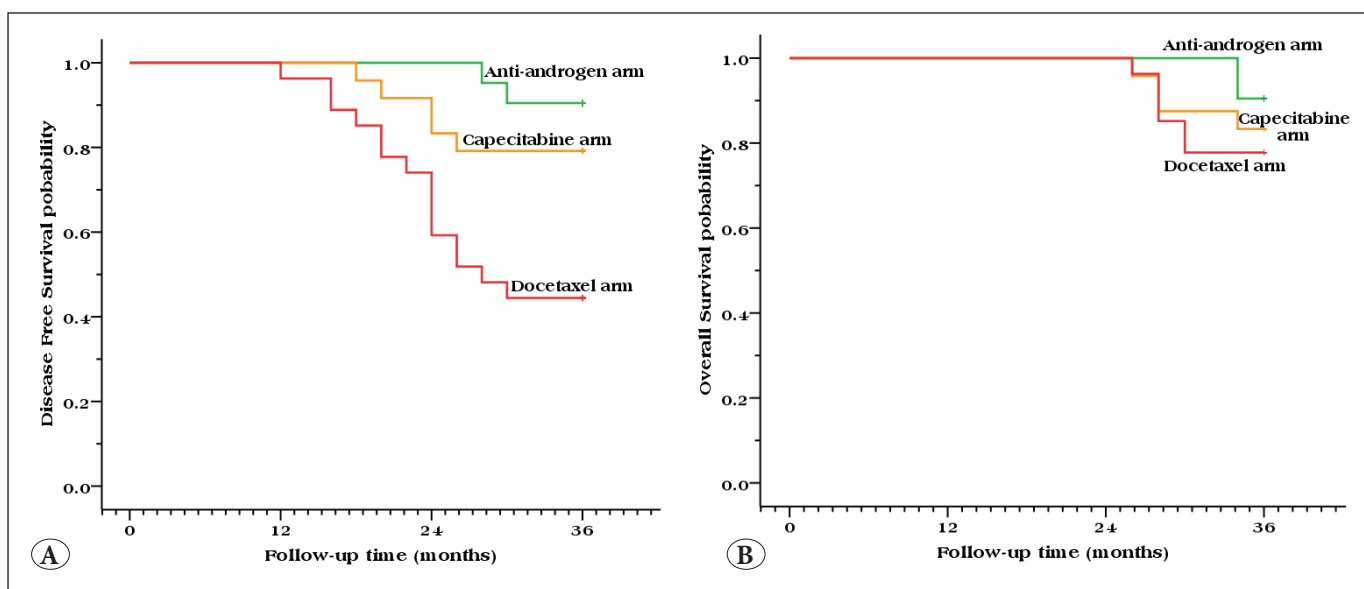 1.0
0.8
0.6
0.4
0.2
0.0
Disease Free Survival pobability
Anti-androgen arm
Capecitabine arm
Docetaxel arm
0 12 24 36
Follow-up time (months)
A
1.0
0.8
0.6
0.4
0.2
0.0
Overall Survival pobability
Anti-androgen arm
Capecitabine
arm
Docetaxel arm
0 12 24 36
Follow-up time (months)
B